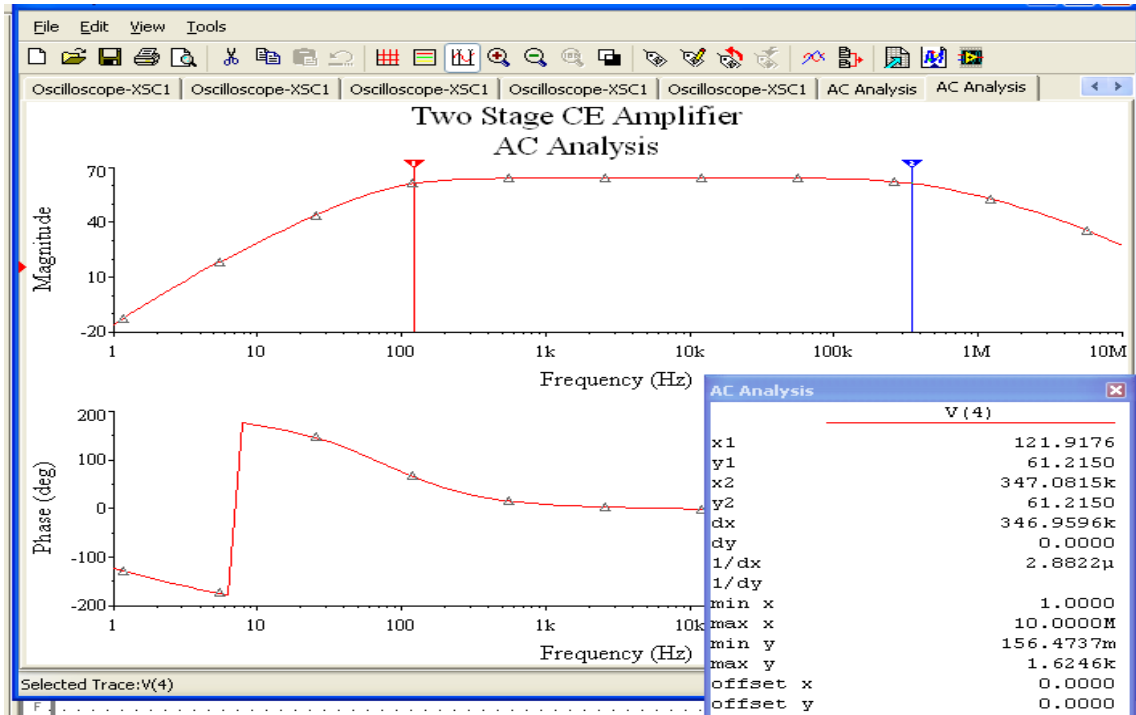 File Edit View Tools
Oscilloscope-XSC1 Oscilloscope-XSC1 Oscilloscope-XSC1 Oscilloscope-XSC1 Oscilloscope-XSC1 AC Analysis AC Analysis
Two Stage CE Amplifier
AC Analysis
1 2
Magnitude
70
40
10
-20
1 10 100 1k 10k 100k 1M 10M
Frequency (Hz)
Phase (deg)
200
100
0
-100
-200
1 10 100 1k 10k
Frequency (Hz)
AC Analysis
V(4)
x1 121.9176
y1 61.2150
x2 347.0815k
y2 61.2150
dx 346.9596k
dy 0.0000
1/dx 2.8822µ
1/dy
min x 1.0000
max x 10.0000M
min y 156.4737m
max y 1.6246k
offset x 0.0000
offset y 0.0000
Selected Trace:V(4)
F